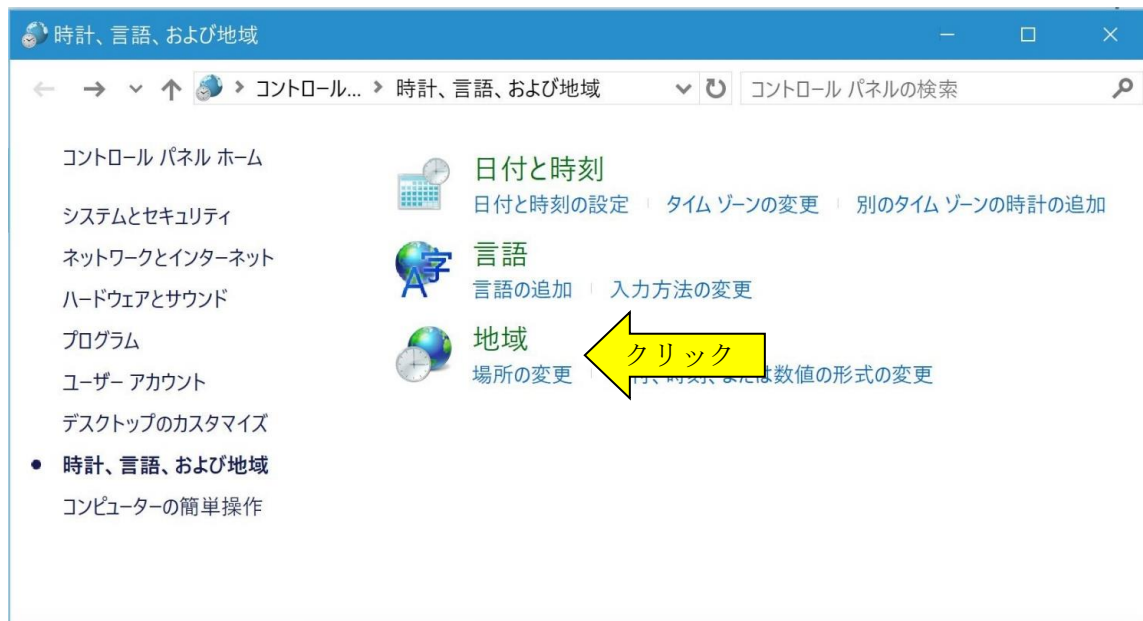 時計、言語、および地域
コントロール... 時計、言語、および地域 コントロール パネルの検索
コントロール パネル ホーム
システムとセキュリティ
ネットワークとインターネット
ハードウェアとサウンド
プログラム
ユーザー アカウント
デスクトップのカスタマイズ
時計、言語、および地域
コンピューターの簡単操作
日付と時刻
日付と時刻の設定 タイム ゾーンの変更 別のタイム ゾーンの時計の追加
言語
言語の追加 入力方法の変更
地域
クリック
場所の変更 時刻、または数値の形式の変更